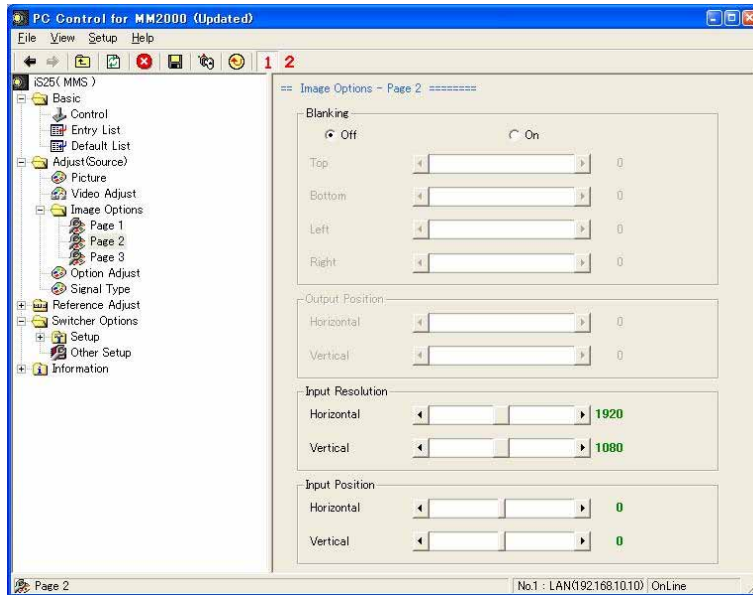 PC Control for MM2000 (Updated)
File View Setup Help
1 2
iS25( MMS )
Basic
Control
Entry List
Default List
Adjust(Source)
Picture
Video Adjust
Image Options
Page 1
Page 2
Page 3
Option Adjust
Signal Type
Reference Adjust
Switcher Options
Setup
Other Setup
Information
== Image Options - Page 2 ========
Blanking
Off On
Top 0
Bottom 0
Left 0
Right 0
Output Position
Horizontal 0
Vertical 0
Input Resolution
Horizontal 1920
Vertical 1080
Input Position
Horizontal 0
Vertical 0
Page 2 No.1 : LAN(192.168.10.10) OnLine